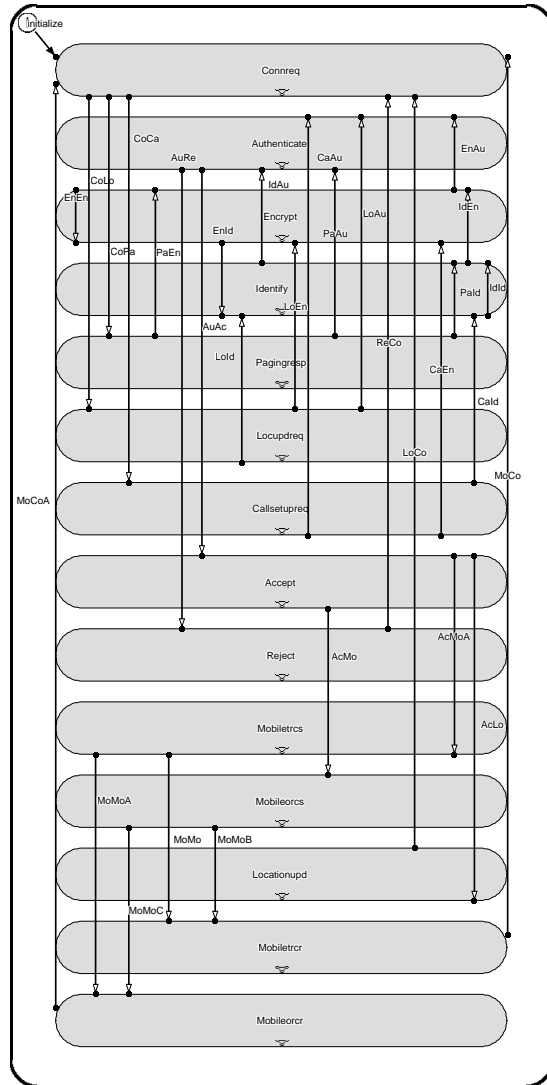 initialize
Connreq
CoCa
Authenticate
AuRe
CaAu
EnAu
IdAu
CoLo
EnEn
LoAu
IdEn
Encrypt
EnId
PaAu
CoPa
PaEn
Identify
PaId
IdId
LoEn
AuAc
ReCo
LoId
Pagingresp
CaEn
CaId
Locupdreq
LoCo
MoCo
MoCoA
Callsetupreq
Accept
AcMoA
Reject
AcMo
AcLo
Mobiletrcs
MoMoA
Mobileorcs
MoMo
MoMoB
Locationupd
MoMoC
Mobiletrcr
Mobileorcr